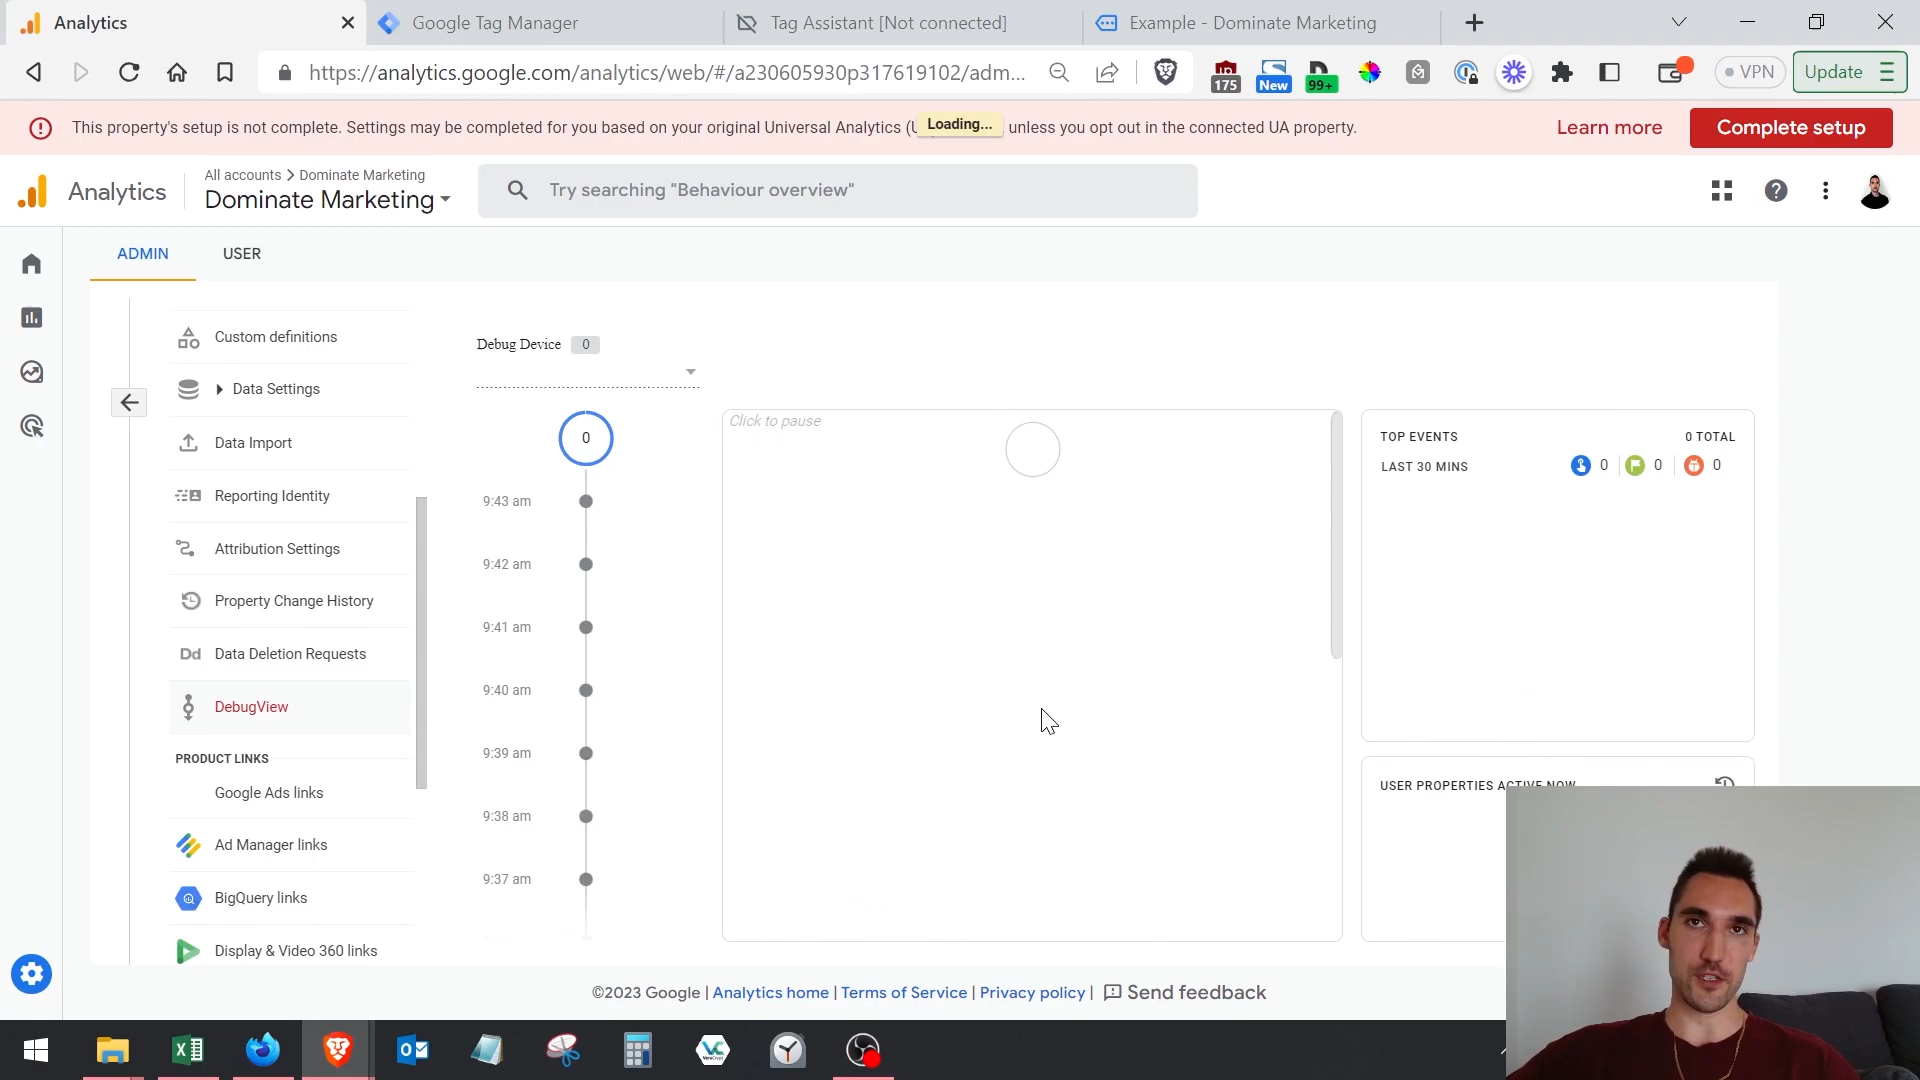 Analytics
Google Tag Manager
Tag Assistant [Not connected]
Example - Dominate Marketing
https://analytics.google.com/analytics/web/#/a230605930p317619102/adm...
175
New
99+
VPN
Update
This property's setup is not complete. Settings may be completed for you based on your original Universal Analytics (U
Loading...
unless you opt out in the connected UA property.
Learn more
Complete setup
Analytics
All accounts > Dominate Marketing
Dominate Marketing
Try searching "Behaviour overview"
ADMIN
USER
Custom definitions
Data Settings
Data Import
Reporting Identity
Attribution Settings
Property Change History
Dd Data Deletion Requests
DebugView
PRODUCT LINKS
Google Ads links
Ad Manager links
BigQuery links
Display & Video 360 links
Debug Device 0
0
9:43 am
9:42 am
9:41 am
9:40 am
9:39 am
9:38 am
9:37 am
Click to pause
TOP EVENTS
0 TOTAL
LAST 30 MINS
0
0
0
USER PROPERTIES ACTIVE NOW
©2023 Google | Analytics home | Terms of Service | Privacy policy | Send feedback